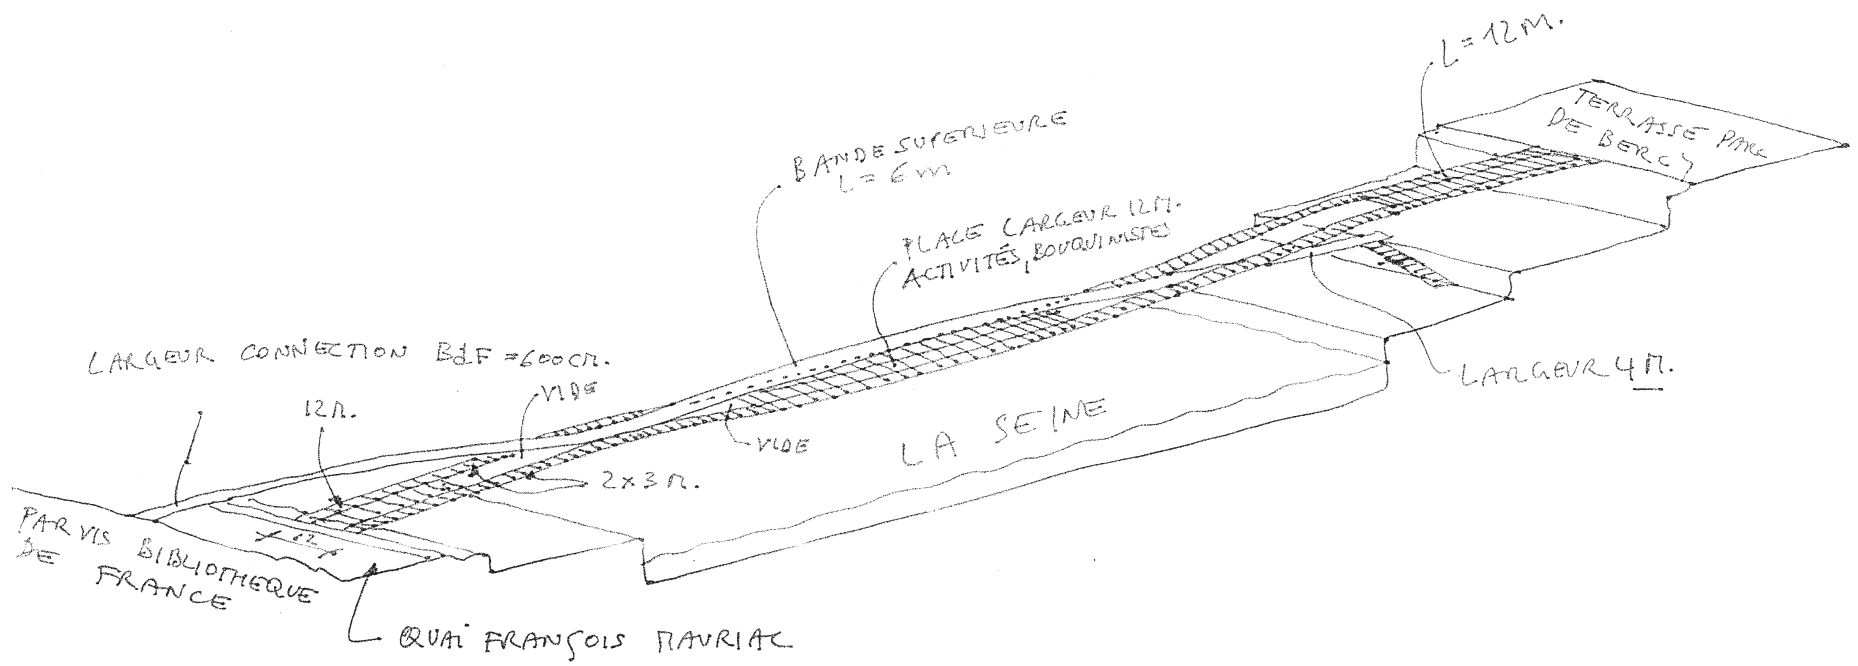 L=12M.
TERRASSE PARC
DE BERCY
BANDE SUPERIEURE
L=6M
PLACE LARGEUR 12M.
ACTIVITÉS, BOUQUINISTES
LARGEUR CONNECTION BdF =600CM.
VIDE
12M.
LARGEUR 4M.
LA SEINE
VIDE
2x3M.
PARVIS BIBLIOTHEQUE
DE FRANCE
12
QUAI FRANÇOIS MAURIAC